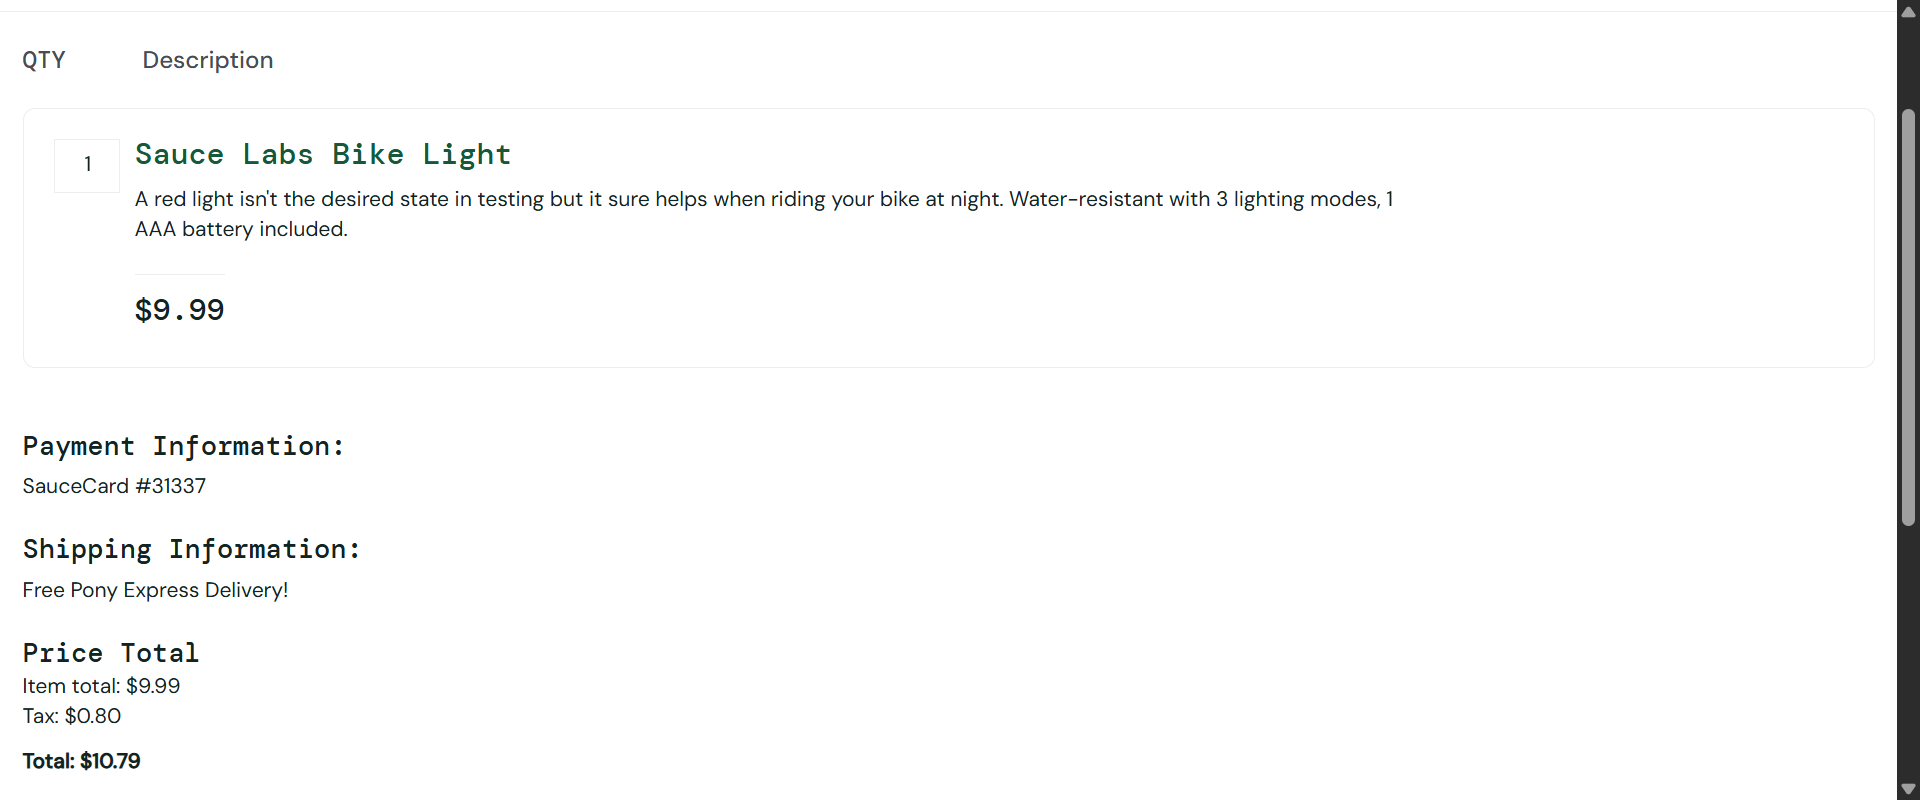 QTY Description
1 Sauce Labs Bike Light
A red light isn't the desired state in testing but it sure helps when riding your bike at night. Water-resistant with 3 lighting modes, 1
AAA battery included.
$9.99
Payment Information:
SauceCard #31337
Shipping Information:
Free Pony Express Delivery!
Price Total
Item total: $9.99
Tax: $0.80
Total: $10.79